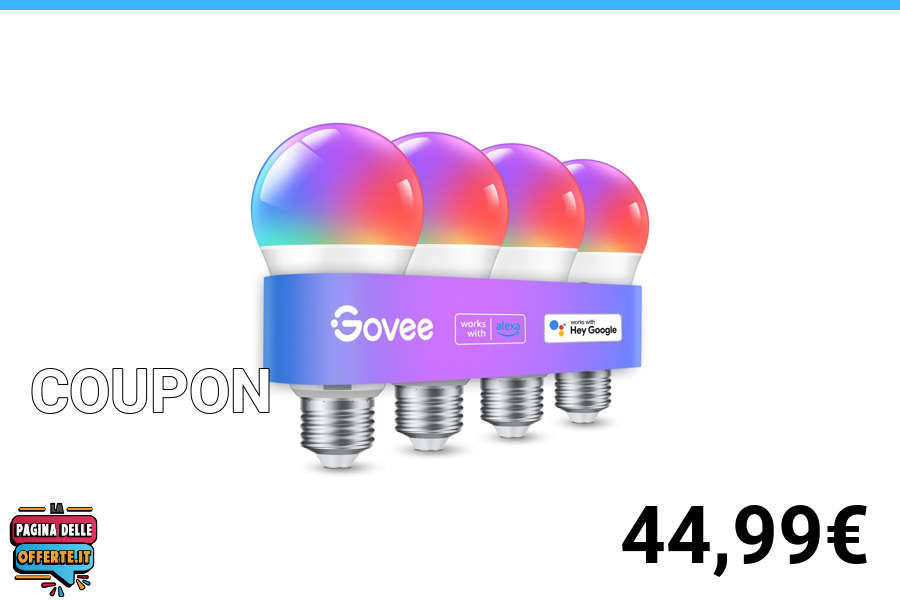 Govee
works with alexa
works with Hey Google
COUPON
LA
PAGINA DELLE
OFFERTE.IT
44,99€